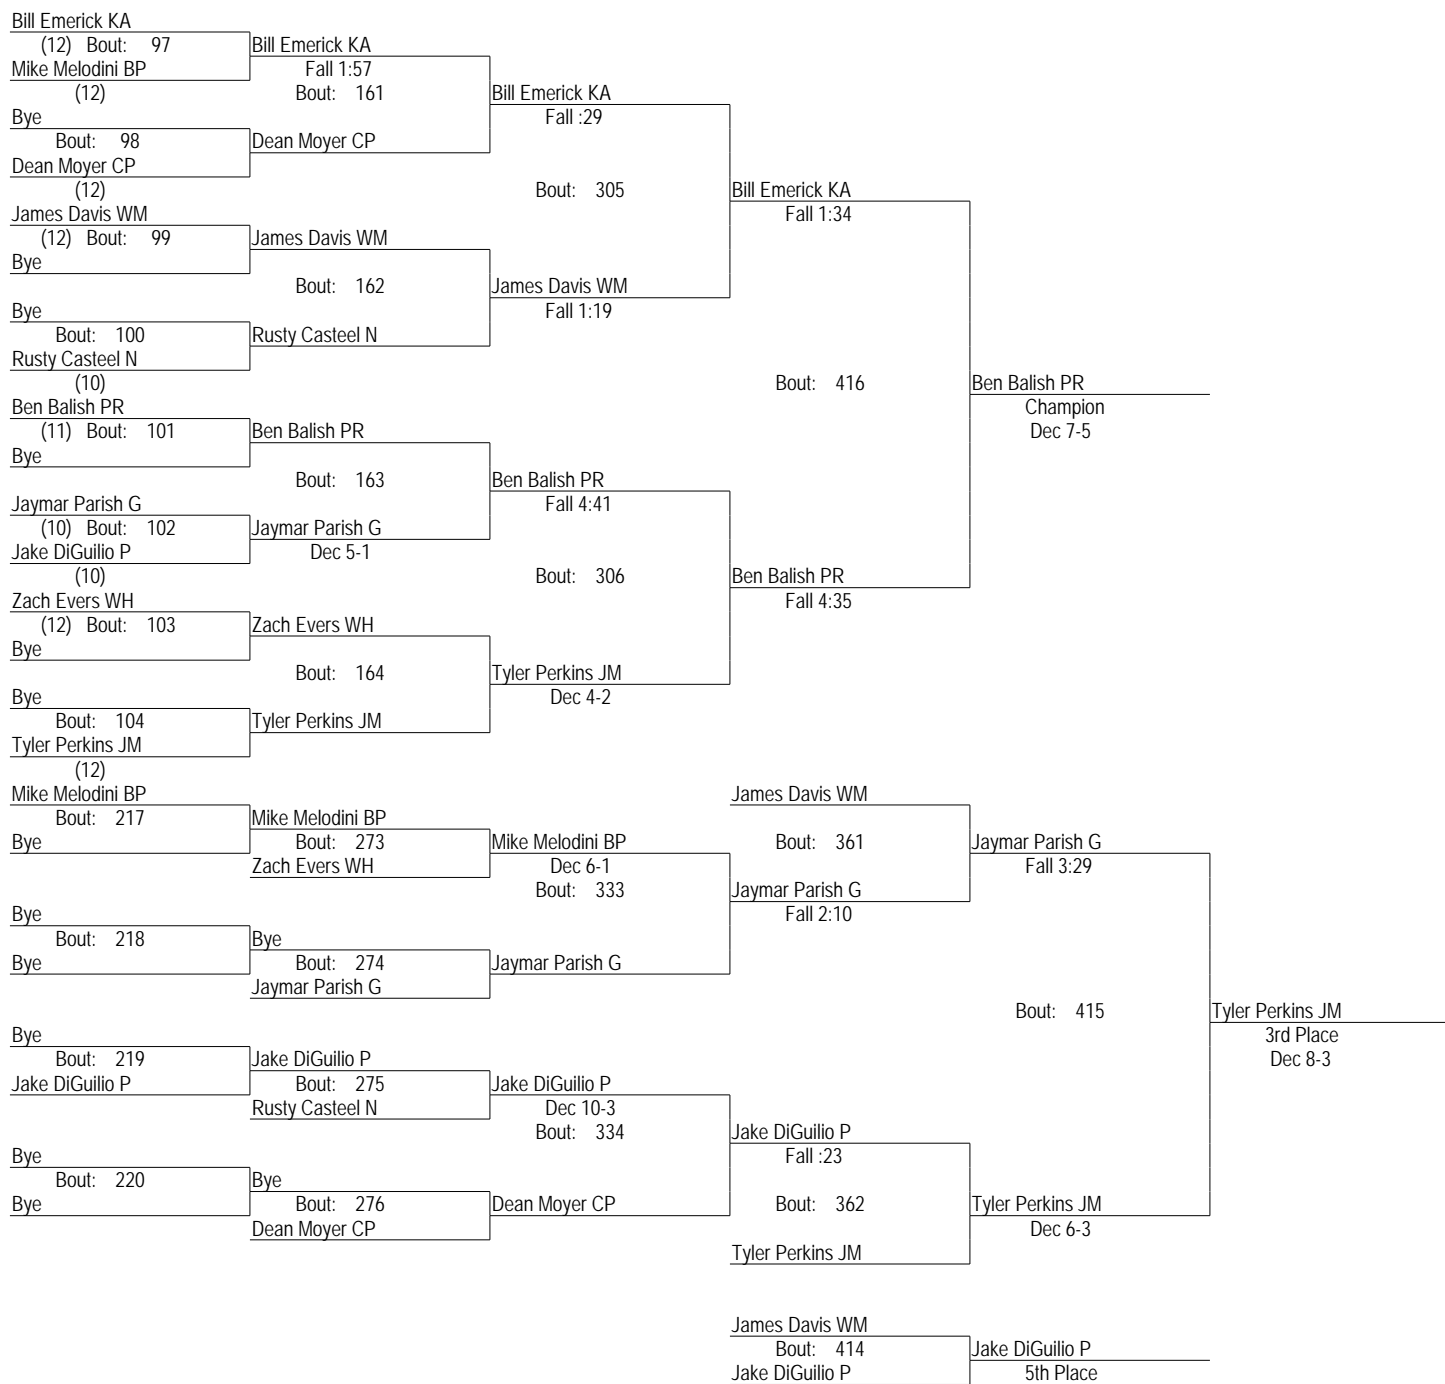 Bill Emerick KA
(12) Bout: 97
Bill Emerick KA
Mike Melodini BP
Fall 1:57
(12)
Bout: 161
Bill Emerick KA
Bye
Fall :29
Bout: 98
Dean Moyer CP
Dean Moyer CP
(12)
Bout: 305
Bill Emerick KA
James Davis WM
Fall 1:34
(12) Bout: 99
James Davis WM
Bye
Bout: 162
James Davis WM
Bye
Fall 1:19
Bout: 100
Rusty Casteel N
Rusty Casteel N
(10)
Bout: 416
Ben Balish PR
Ben Balish PR
Champion
(11) Bout: 101
Ben Balish PR
Dec 7-5
Bye
Bout: 163
Ben Balish PR
Jaymar Parish G
Fall 4:41
(10) Bout: 102
Jaymar Parish G
Jake DiGuilio P
Dec 5-1
(10)
Bout: 306
Ben Balish PR
Zach Evers WH
Fall 4:35
(12) Bout: 103
Zach Evers WH
Bye
Bout: 164
Tyler Perkins JM
Bye
Dec 4-2
Bout: 104
Tyler Perkins JM
Tyler Perkins JM
(12)
Mike Melodini BP
James Davis WM
Bout: 217
Mike Melodini BP
Bye
Bout: 273
Mike Melodini BP
Bout: 361
Jaymar Parish G
Zach Evers WH
Dec 6-1
Fall 3:29
Bout: 333
Jaymar Parish G
Bye
Fall 2:10
Bout: 218
Bye
Bye
Bout: 274
Jaymar Parish G
Jaymar Parish G
Bout: 415
Tyler Perkins JM
Bye
3rd Place
Bout: 219
Jake DiGuilio P
Dec 8-3
Jake DiGuilio P
Bout: 275
Jake DiGuilio P
Rusty Casteel N
Dec 10-3
Bout: 334
Jake DiGuilio P
Bye
Fall :23
Bout: 220
Bye
Bye
Bout: 276
Dean Moyer CP
Bout: 362
Tyler Perkins JM
Dean Moyer CP
Dec 6-3
Tyler Perkins JM
James Davis WM
Bout: 414
Jake DiGuilio P
Jake DiGuilio P
5th Place